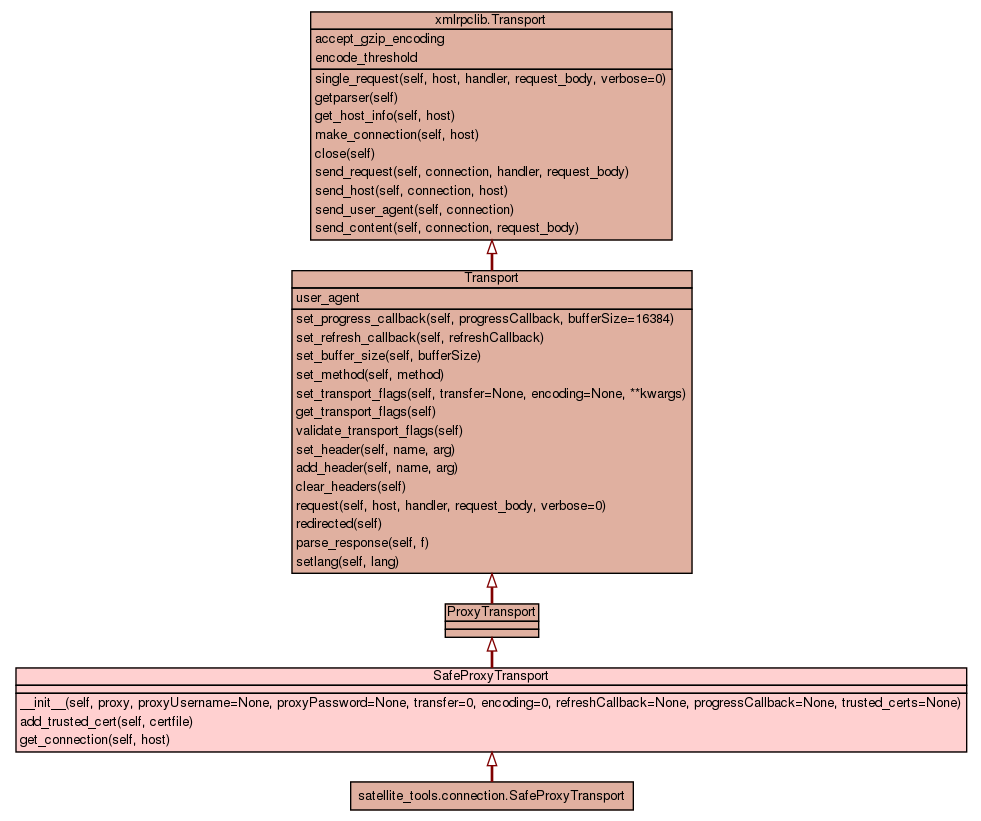 xmlrpclib.Transport
accept_gzip_encoding
encode_threshold
single_request(self, host, handler, request_body, verbose=0)
getparser(self)
get_host_info(self, host)
make_connection(self, host)
close(self)
send_request(self, connection, handler, request_body)
send_host(self, connection, host)
send_user_agent(self, connection)
send_content(self, connection, request_body)
Transport
user_agent
set_progress_callback(self, progressCallback, bufferSize=16384)
set_refresh_callback(self, refreshCallback)
set_buffer_size(self, bufferSize)
set_method(self, method)
set_transport_flags(self, transfer=None, encoding=None, **kwargs)
get_transport_flags(self)
validate_transport_flags(self)
set_header(self, name, arg)
add_header(self, name, arg)
clear_headers(self)
request(self, host, handler, request_body, verbose=0)
redirected(self)
parse_response(self, f)
setlang(self, lang)
ProxyTransport
SafeProxyTransport
__init__(self, proxy, proxyUsername=None, proxyPassword=None, transfer=0, encoding=0, refreshCallback=None, progressCallback=None, trusted_certs=None)
add_trusted_cert(self, certfile)
get_connection(self, host)
satellite_tools.connection.SafeProxyTransport